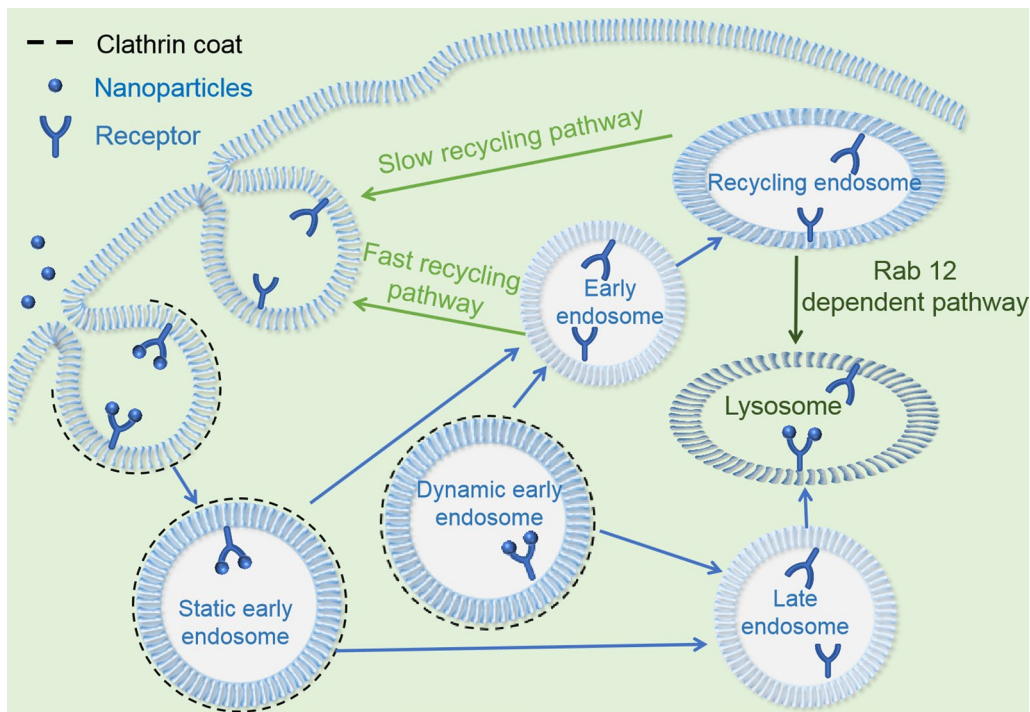 Clathrin coat
Nanoparticles
Receptor
Slow recycling pathway
Recycling endosome
Fast recycling
pathway
Early
endosome
Rab 12
dependent pathway
Lysosome
Dynamic early
endosome
Static early
endosome
Late
endosome